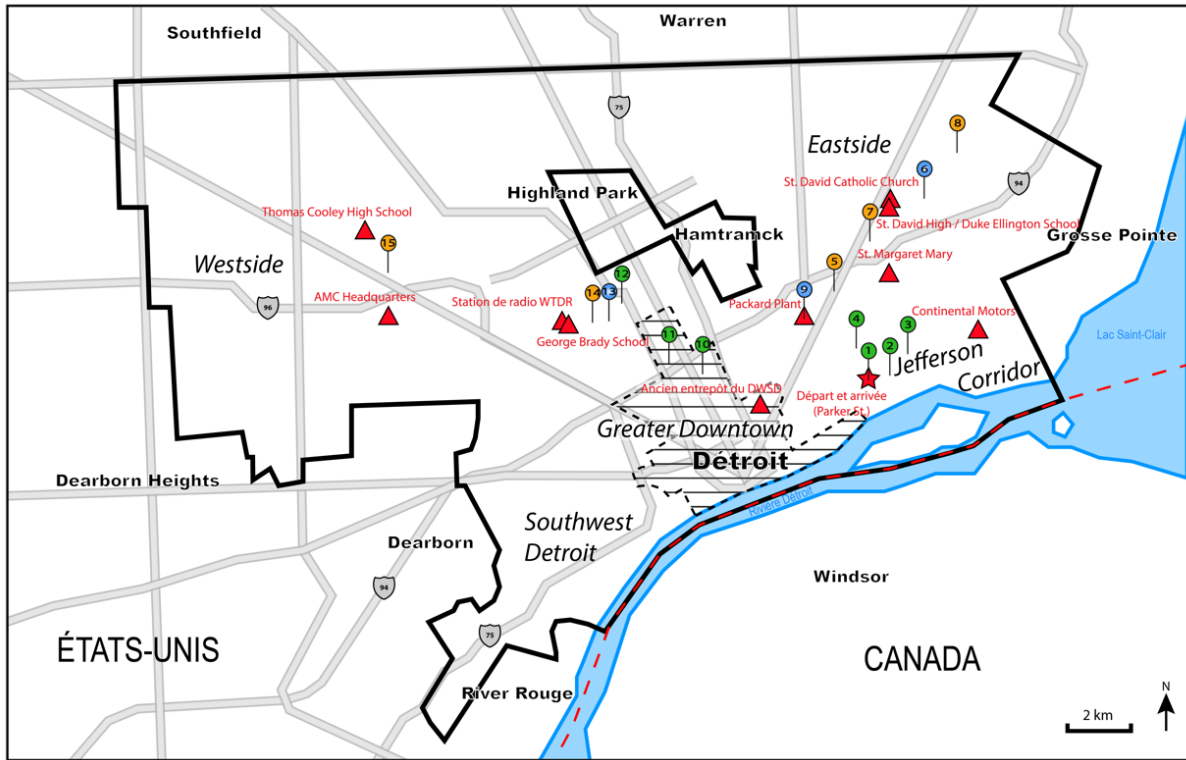 Warren
Southfield
75
8
Eastside
6
94
St. David Catholic Church
Highland Park
7
St. David High / Duke Ellington School
Thomas Cooley High School
Hamtramck
Grosse Pointe
15
Westside
St. Margaret Mary
5
12
14
13
9
96
AMC Headquarters
Station de radio WTDR
Packard Plant
Continental Motors
4
3
George Brady School
11
10
1
2
Lac Saint-Clair
Jefferson
Corridor
Ancien entrepôt du DWSD
Départ et arrivée
(Parker St.)
Greater Downtown
Détroit
Dearborn Heights
Rivière Détroit
Southwest
Detroit
Dearborn
94
Windsor
75
ÉTATS-UNIS
CANADA
River Rouge
N
2 km